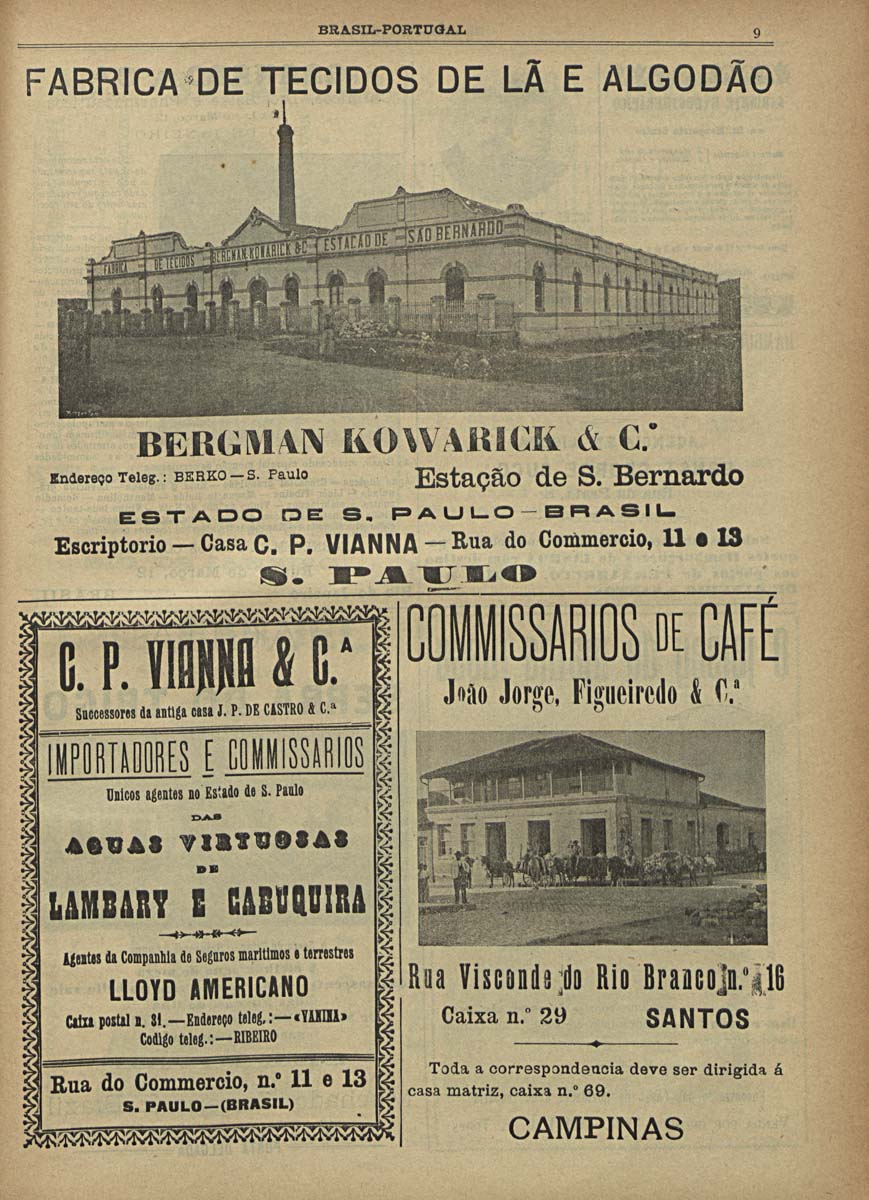 BRASIL-PORTUGAL 9
FABRICA DE TECIDOS DE LÃ E ALGODÃO
FABRICA DE TECIDOS BERGMAN, KOWARICK & C.ª ESTAÇÃO DE SÃO BERNARDO
BERGMAN KOWARICK & C.ª
Endereço Teleg.: BERKO — S. Paulo Estação de S. Bernardo
ESTADO DE S. PAULO — BRASIL
Escriptorio — Casa C. P. VIANNA — Rua do Commercio, 11 e 13
S. PAULO
C. P. VIANNA & C.ᴬ
Successores da antiga casa J. P. DE CASTRO & C.ª
IMPORTADORES E COMMISSARIOS
Unicos agentes no Estado de S. Paulo
DAS
AGUAS VIRTUOSAS
DE
LAMBARY E CABUQUIRA
Agentes da Companhia de Seguros maritimos e terrestres
LLOYD AMERICANO
Caixa postal n. 31. — Endereço teleg.: — «VANINA»
Codigo teleg.: — RIBEIRO
Rua do Commercio, n.º 11 e 13
S. PAULO — (BRASIL)
COMMISSARIOS DE CAFÉ
João Jorge, Figueiredo & C.ª
Rua Visconde do Rio Branco, n.º 16
Caixa n.º 29 SANTOS
Toda a correspondencia deve ser dirigida á
casa matriz, caixa n.º 69.
CAMPINAS